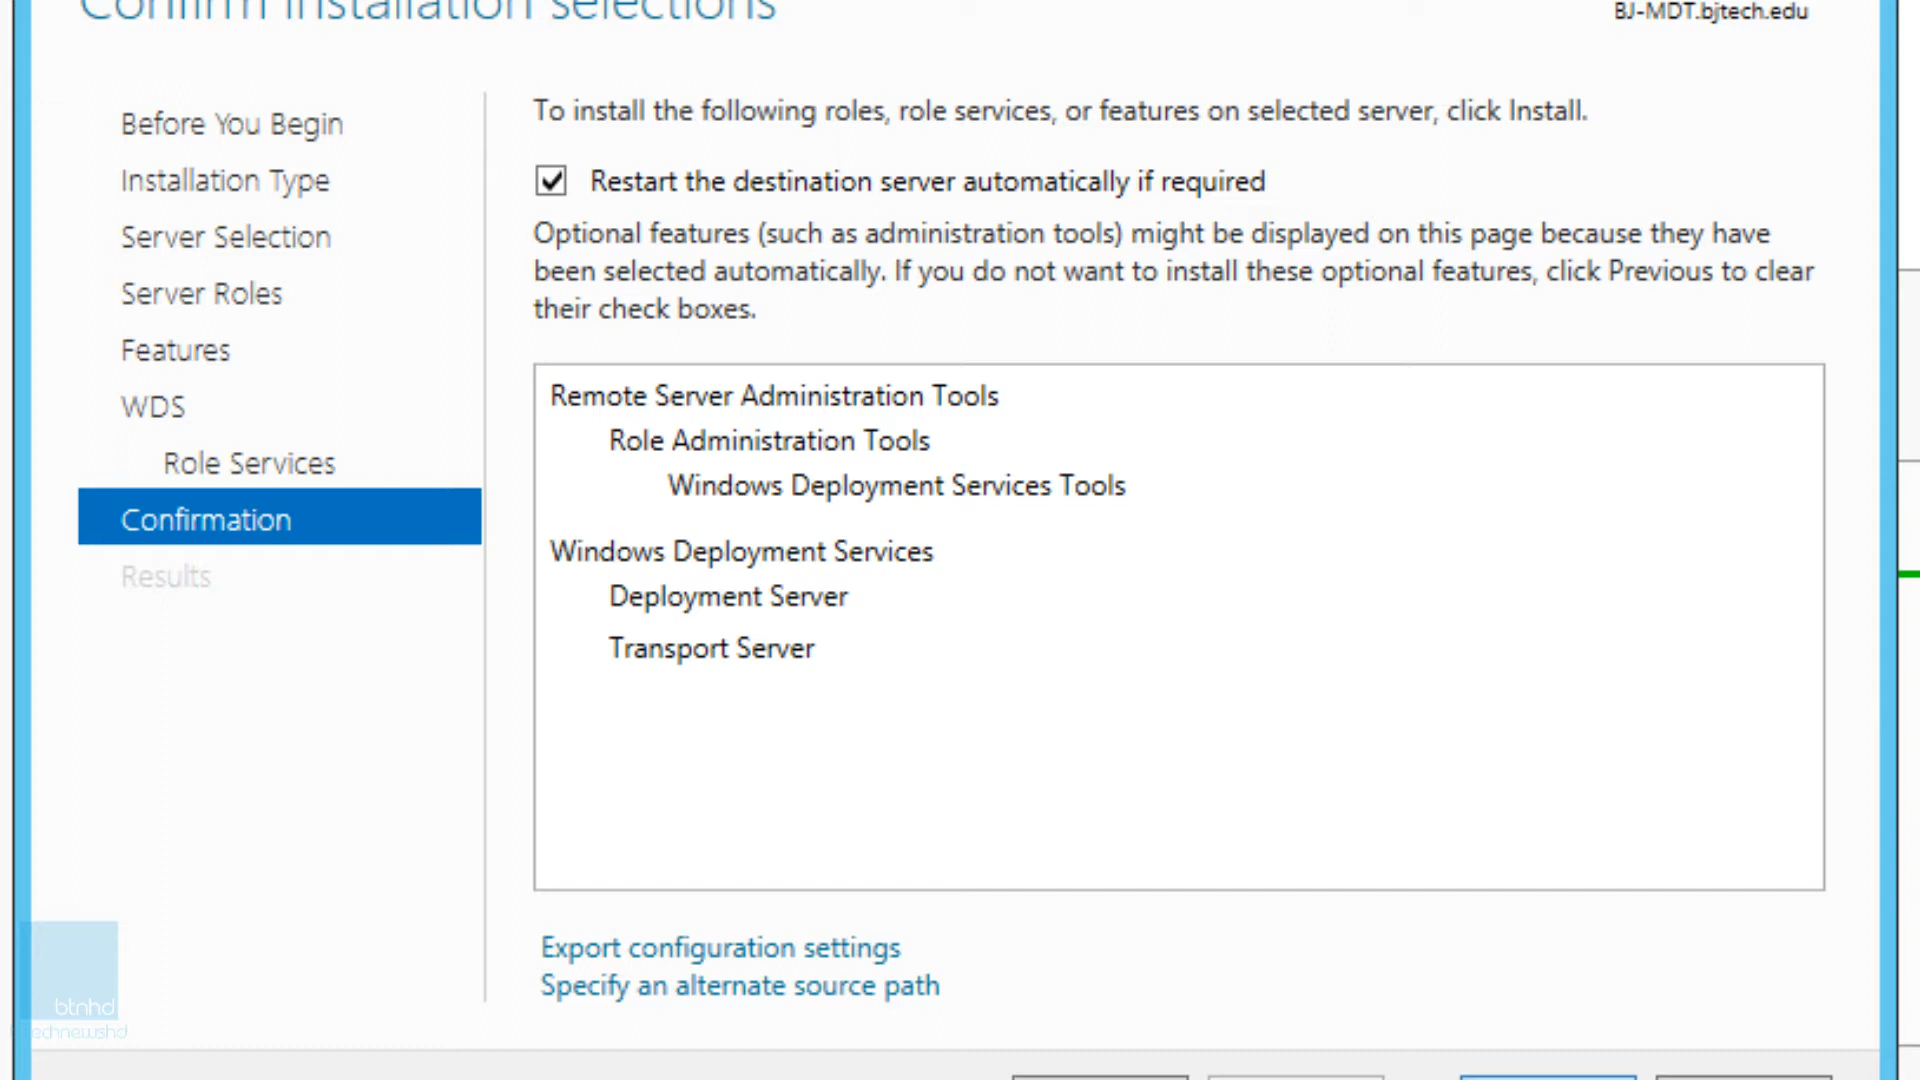 Confirm installation selections
BJ-MDT.bjtech.edu
Before You Begin
Installation Type
Server Selection
Server Roles
Features
WDS
Role Services
Confirmation
Results
To install the following roles, role services, or features on selected server, click Install.
Restart the destination server automatically if required
Optional features (such as administration tools) might be displayed on this page because they have
been selected automatically. If you do not want to install these optional features, click Previous to clear
their check boxes.
Remote Server Administration Tools
Role Administration Tools
Windows Deployment Services Tools
Windows Deployment Services
Deployment Server
Transport Server
Export configuration settings
Specify an alternate source path
btnhd
technewshd